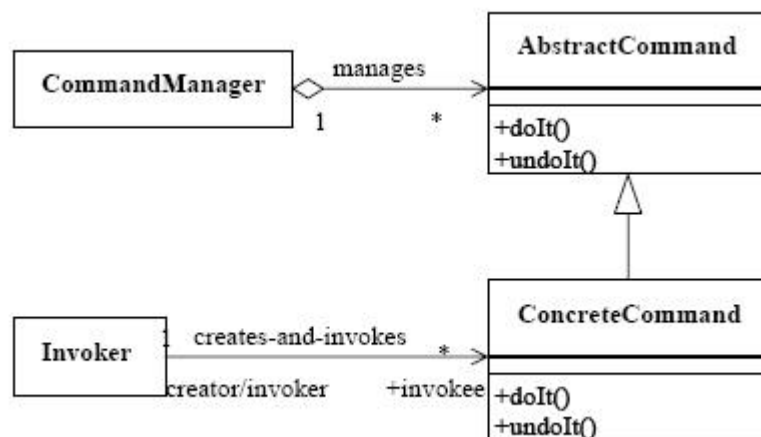 AbstractCommand
CommandManager
manages
1
*
+doIt()
+undoIt()
ConcreteCommand
Invoker
1
creates-and-invokes
*
creator/invoker
+invokee
+doIt()
+undoIt()